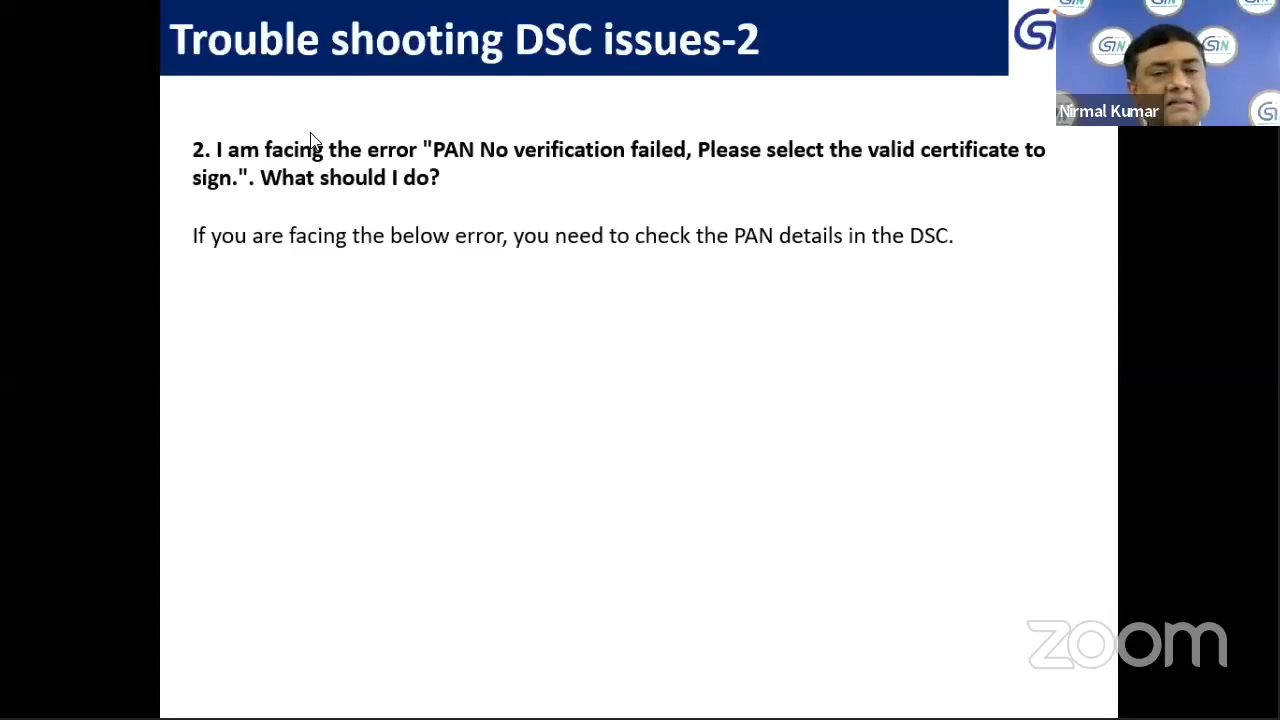 Trouble shooting DSC issues-2
Nirmal Kumar
2. I am facing the error "PAN No verification failed, Please select the valid certificate to
sign.". What should I do?
If you are facing the below error, you need to check the PAN details in the DSC.
zoom